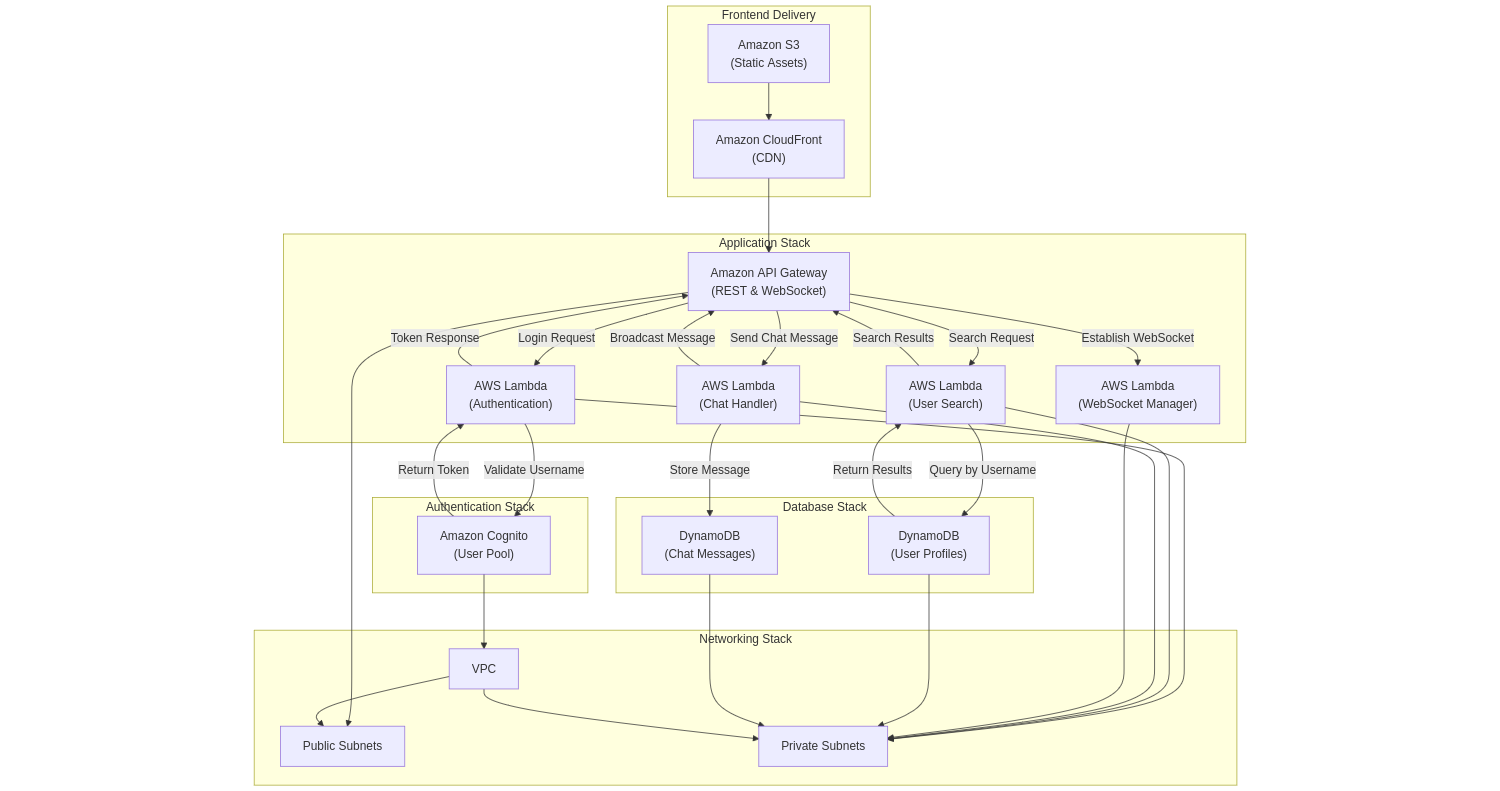 Frontend Delivery
Amazon S3
(Static Assets)
Amazon CloudFront
(CDN)
Application Stack
Amazon API Gateway
(REST & WebSocket)
Token Response
Login Request
Broadcast Message
Send Chat Message
Search Results
Search Request
Establish WebSocket
AWS Lambda
(Authentication)
AWS Lambda
(Chat Handler)
AWS Lambda
(User Search)
AWS Lambda
(WebSocket Manager)
Return Token
Validate Username
Store Message
Return Results
Query by Username
Authentication Stack
Amazon Cognito
(User Pool)
Database Stack
DynamoDB
(Chat Messages)
DynamoDB
(User Profiles)
Networking Stack
VPC
Public Subnets
Private Subnets